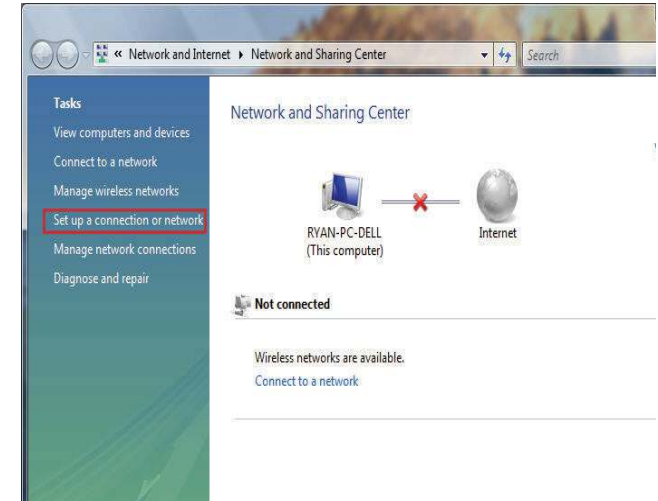 « Network and Internet ▸ Network and Sharing Center
Search
Tasks
View computers and devices
Connect to a network
Manage wireless networks
Set up a connection or network
Manage network connections
Diagnose and repair
Network and Sharing Center
RYAN-PC-DELL
(This computer)
Internet
Not connected
Wireless networks are available.
Connect to a network